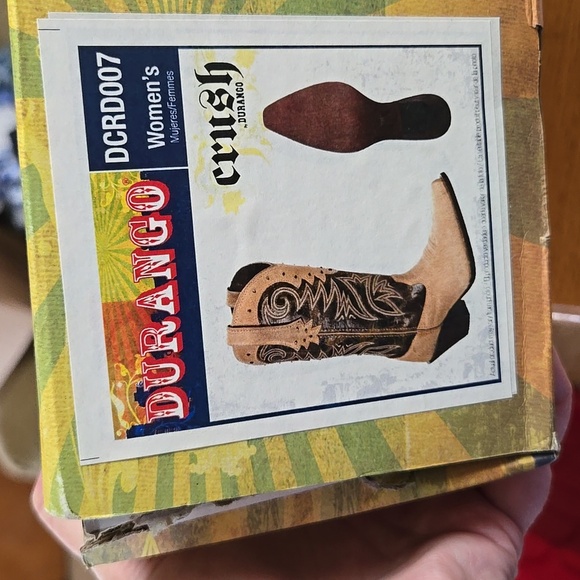 DURANGO
DCRD007
Women's
Mujeres/Femmes
crush
by DURANGO